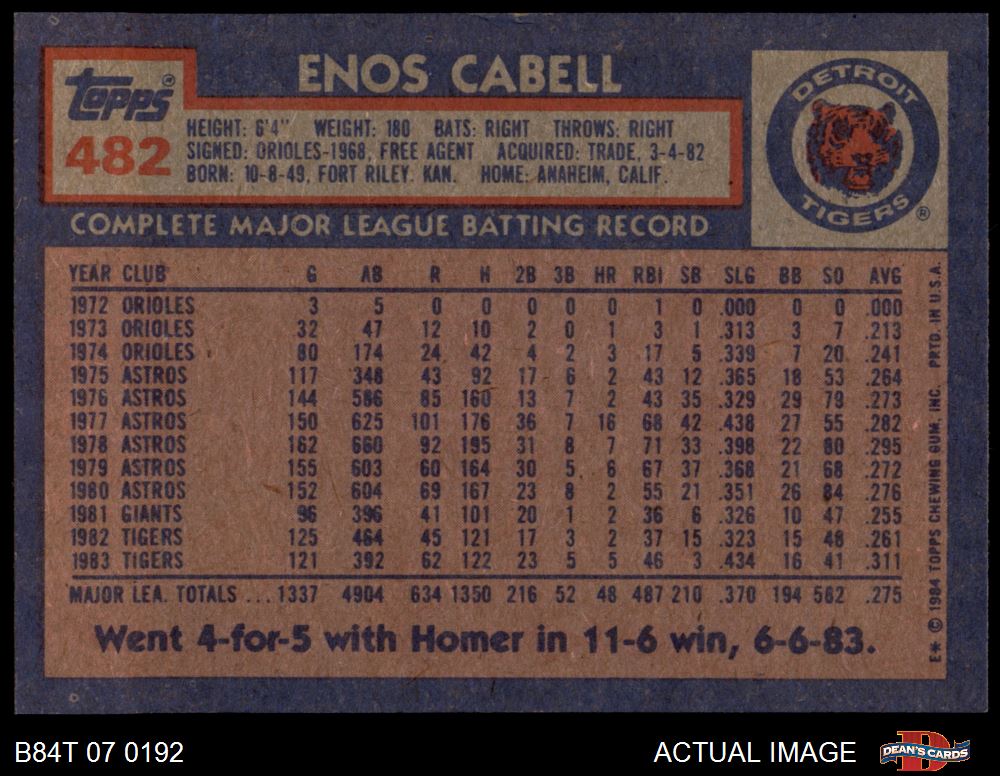 ENOS CABELL
Topps®
482
HEIGHT: 6'4" WEIGHT: 180 BATS: RIGHT THROWS: RIGHT
SIGNED: ORIOLES-1968, FREE AGENT ACQUIRED: TRADE, 3-4-82
BORN: 10-8-49, FORT RILEY. KAN. HOME: ANAHEIM, CALIF.
DETROIT
TIGERS®
COMPLETE MAJOR LEAGUE BATTING RECORD
YEAR CLUB G AB R H 2B 3B HR RBI SB SLG BB SO AVG
1972 ORIOLES 3 5 0 0 0 0 0 1 0 .000 0 0 .000
1973 ORIOLES 32 47 12 10 2 0 1 3 1 .313 3 7 .213
1974 ORIOLES 80 174 24 42 4 2 3 17 5 .339 7 20 .241
1975 ASTROS 117 348 43 92 17 6 2 43 12 .365 18 53 .264
1976 ASTROS 144 586 85 160 13 7 2 43 35 .329 29 79 .273
1977 ASTROS 150 625 101 176 36 7 16 68 42 .438 27 55 .282
1978 ASTROS 162 660 92 195 31 8 7 71 33 .398 22 80 .295
1979 ASTROS 155 603 60 164 30 5 6 67 37 .368 21 68 .272
1980 ASTROS 152 604 69 167 23 8 2 55 21 .351 26 84 .276
1981 GIANTS 96 396 41 101 20 1 2 36 6 .326 10 47 .255
1982 TIGERS 125 464 45 121 17 3 2 37 15 .323 15 48 .261
1983 TIGERS 121 392 62 122 23 5 5 46 3 .434 16 41 .311
MAJOR LEA. TOTALS ... 1337 4904 634 1350 216 52 48 487 210 .370 194 582 .275
Went 4-for-5 with Homer in 11-6 win, 6-6-83.
E* © 1984 TOPPS CHEWING GUM, INC. PRTD. IN U.S.A.
B84T 07 0192
ACTUAL IMAGE
D
DEAN'S CARDS